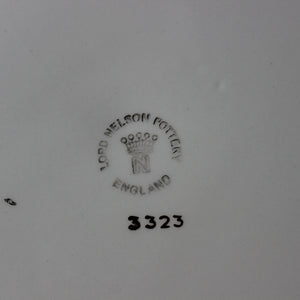 LORD NELSON POTTERY
N
ENGLAND
3323